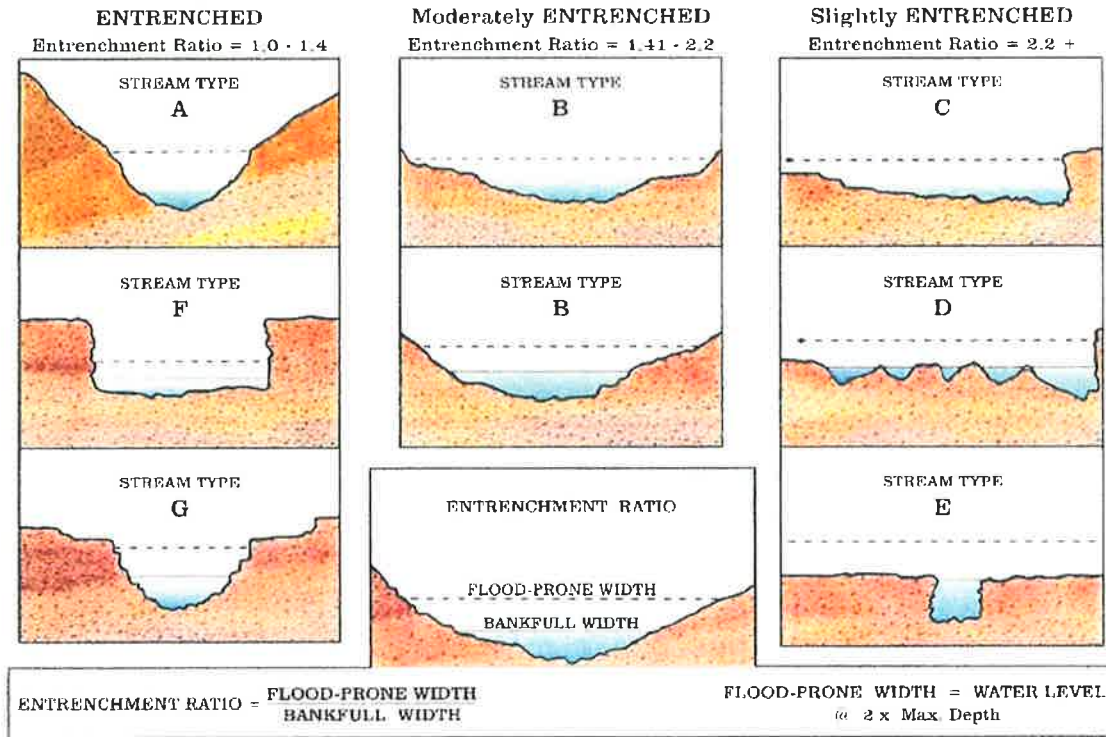 ENTRENCHED
Entrenchment Ratio = 1.0 - 1.4
STREAM TYPE
A
STREAM TYPE
F
STREAM TYPE
G
Moderately ENTRENCHED
Entrenchment Ratio = 1.41 - 2.2
STREAM TYPE
B
STREAM TYPE
B
Slightly ENTRENCHED
Entrenchment Ratio = 2.2 +
STREAM TYPE
C
STREAM TYPE
D
STREAM TYPE
E
ENTRENCHMENT RATIO
FLOOD-PRONE WIDTH
BANKFULL WIDTH
ENTRENCHMENT RATIO = FLOOD-PRONE WIDTH
BANKFULL WIDTH
FLOOD-PRONE WIDTH = WATER LEVEL
@ 2 x Max. Depth